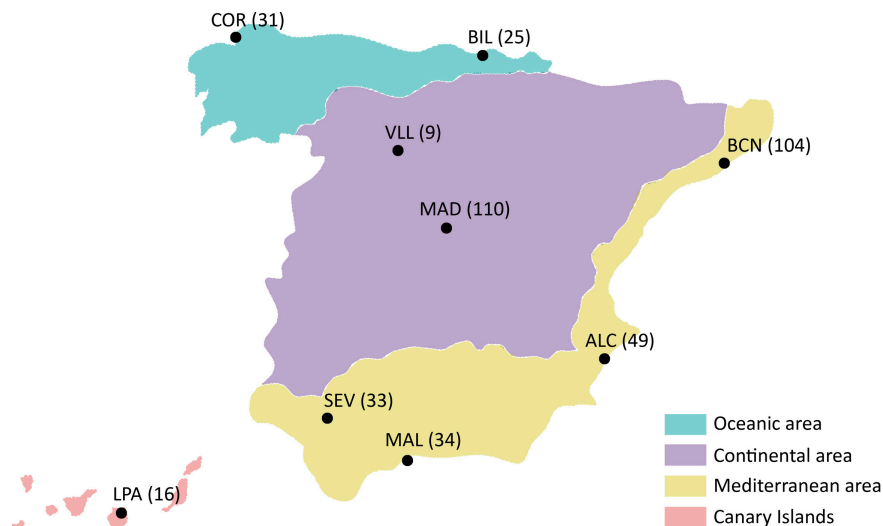 COR (31)
BIL (25)
VLL (9)
BCN (104)
MAD (110)
ALC (49)
SEV (33)
MAL (34)
LPA (16)
Oceanic area
Continental area
Mediterranean area
Canary Islands